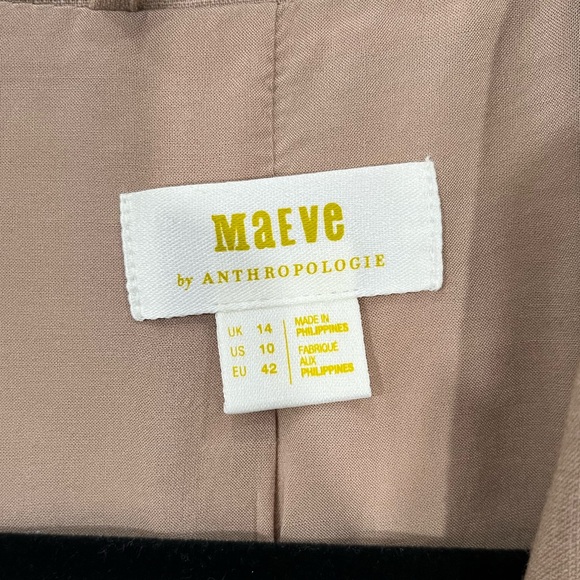 MaEVe
by ANTHROPOLOGIE
UK 14
US 10
EU 42
MADE IN
PHILIPPINES
FABRIQUÉ
AUX
PHILIPPINES